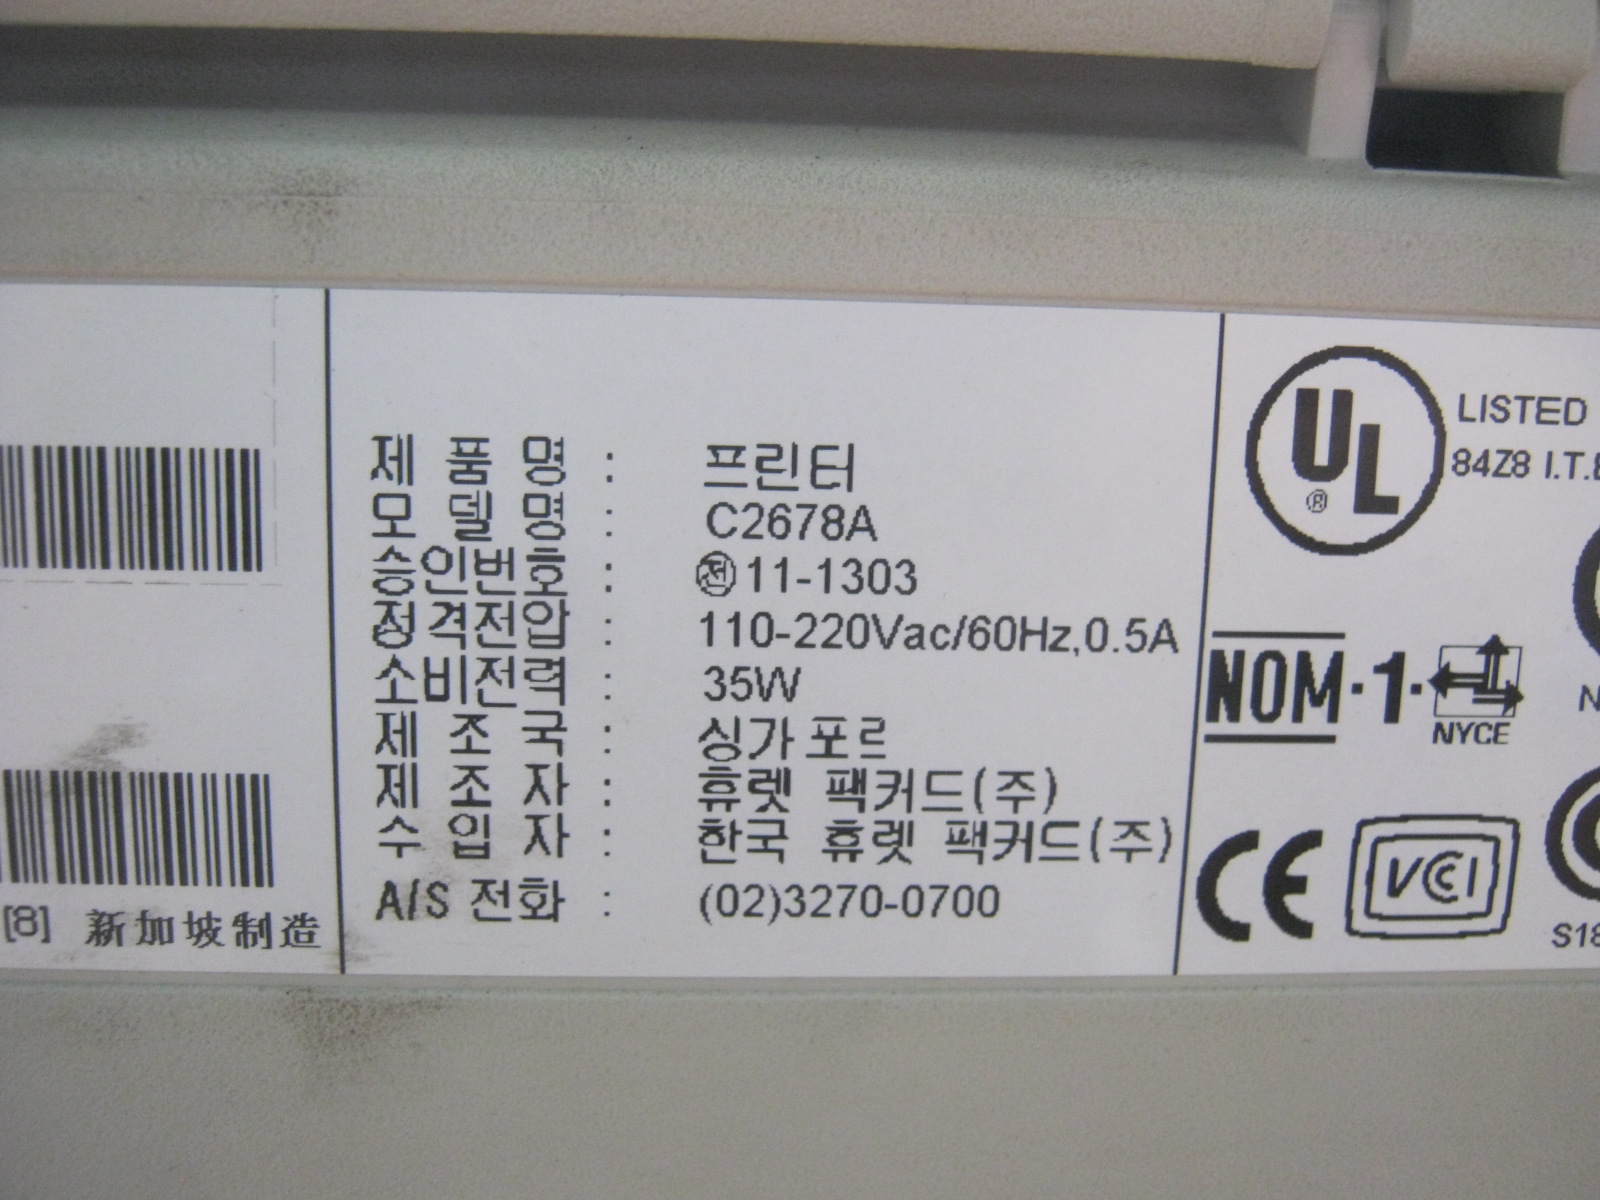 [8] 新加坡制造
제 품 명 : 프린터
모 델 명 : C2678A
승인번호 : ㉾11-1303
정격전압 : 110-220Vac/60Hz,0.5A
소비전력 : 35W
제 조 국 : 싱가포르
제 조 자 : 휴렛 팩커드(주)
수 입 자 : 한국 휴렛 팩커드(주)
A/S 전화 : (02)3270-0700
UL ®
LISTED
84Z8 I.T.E
NOM·1·
NYCE
CE
VCCI
S18